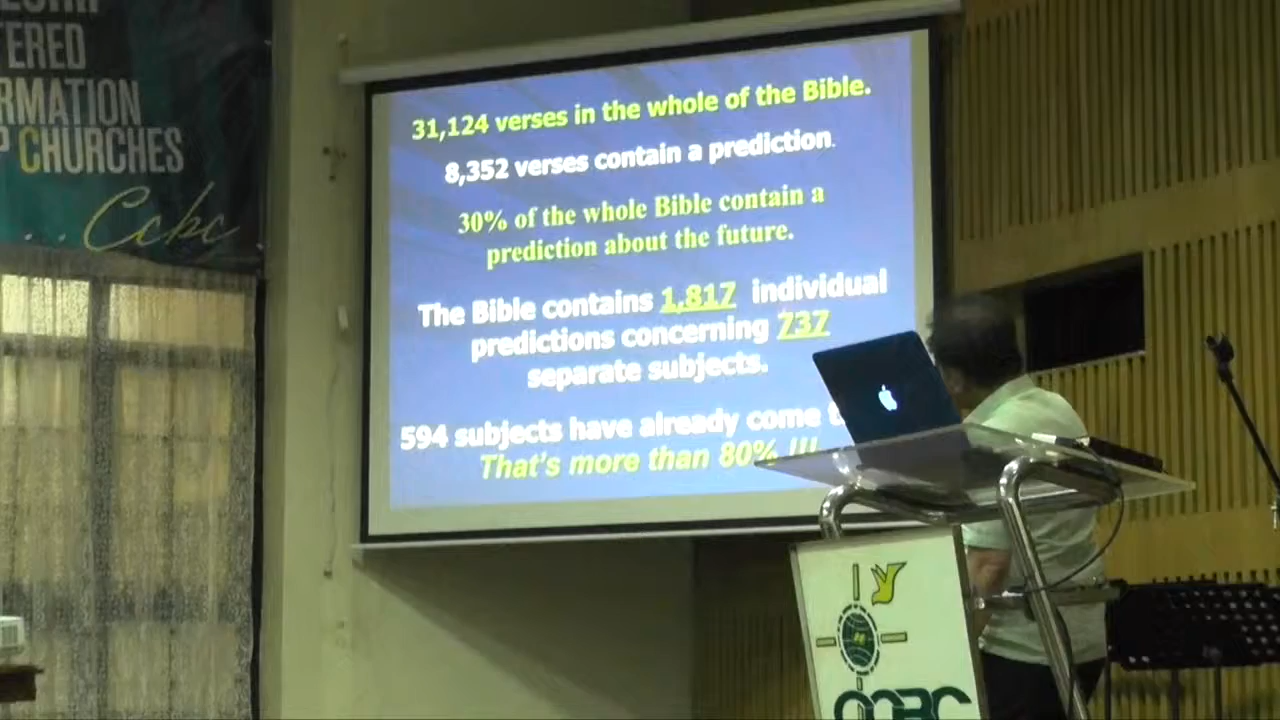 TERED
RMATION
P CHURCHES
... Ccbc
31,124 verses in the whole of the Bible.
8,352 verses contain a prediction.
30% of the whole Bible contain a
prediction about the future.
The Bible contains 1,817 individual
predictions concerning 737
separate subjects.
594 subjects have already come
That's more than 80% !!!